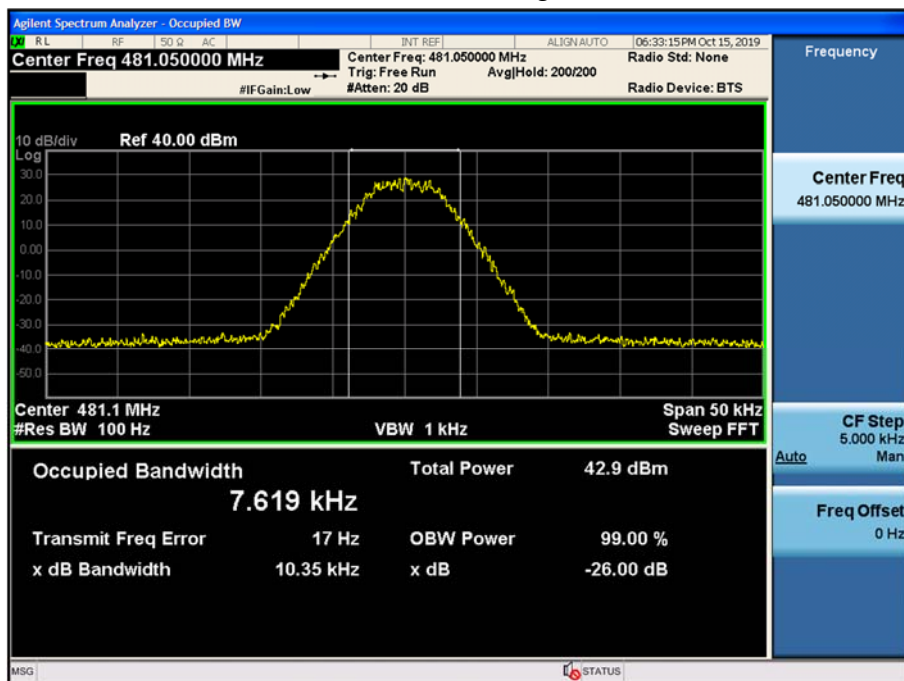 Agilent Spectrum Analyzer - Occupied BW
LXI RL RF 50 Ω AC INT REF ALIGN AUTO 06:33:15 PM Oct 15, 2019
Center Freq 481.050000 MHz
Center Freq: 481.050000 MHz Radio Std: None
Trig: Free Run Avg|Hold: 200/200
#IFGain:Low #Atten: 20 dB Radio Device: BTS
10 dB/div Ref 40.00 dBm
Log
30.0
20.0
10.0
0.00
-10.0
-20.0
-30.0
-40.0
-50.0
Center 481.1 MHz Span 50 kHz
#Res BW 100 Hz VBW 1 kHz Sweep FFT
Occupied Bandwidth Total Power 42.9 dBm
7.619 kHz
Transmit Freq Error 17 Hz OBW Power 99.00 %
x dB Bandwidth 10.35 kHz x dB -26.00 dB
MSG STATUS
Frequency
Center Freq
481.050000 MHz
CF Step
5.000 kHz
Auto Man
Freq Offset
0 Hz